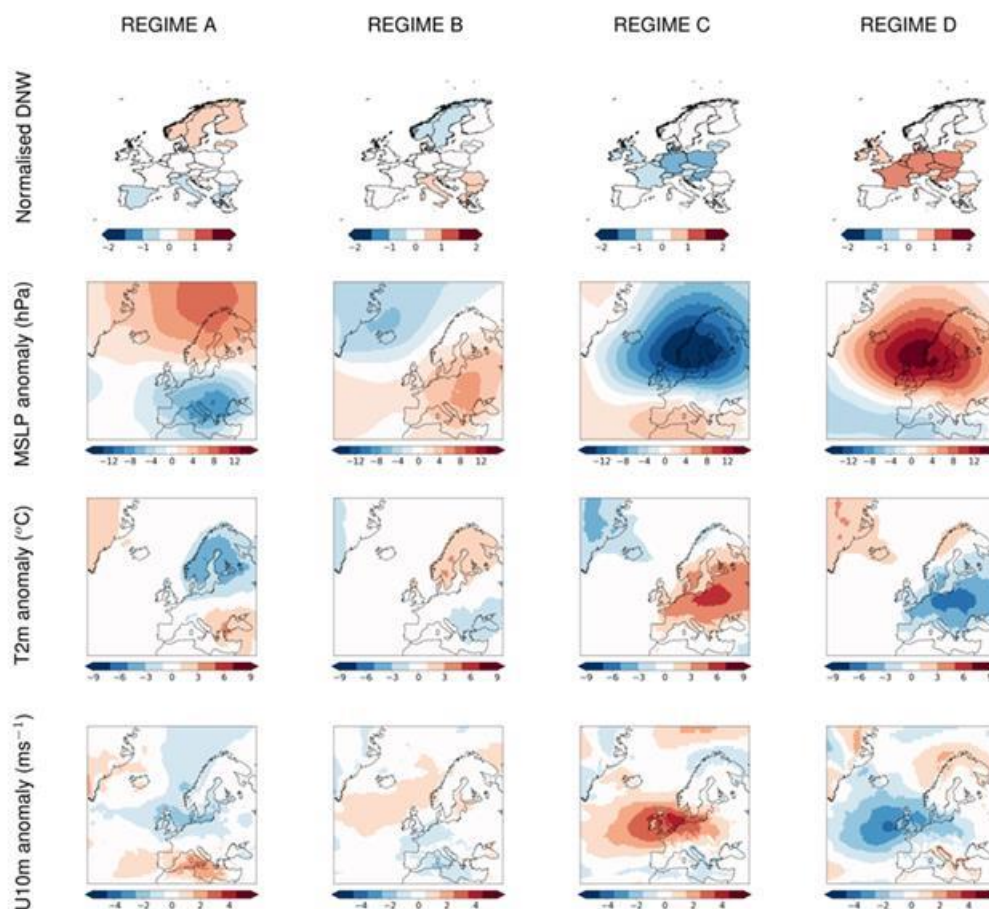 REGIME A REGIME B REGIME C REGIME D
Normalised DNW
−2 −1 0 1 2 −2 −1 0 1 2 −2 −1 0 1 2 −2 −1 0 1 2
MSLP anomaly (hPa)
−12 −8 −4 0 4 8 12 −12 −8 −4 0 4 8 12 −12 −8 −4 0 4 8 12 −12 −8 −4 0 4 8 12
T2m anomaly (°C)
−9 −6 −3 0 3 6 9 −9 −6 −3 0 3 6 9 −9 −6 −3 0 3 6 9 −9 −6 −3 0 3 6 9
U10m anomaly (ms⁻¹)
−4 −2 0 2 4 −4 −2 0 2 4 −4 −2 0 2 4 −4 −2 0 2 4